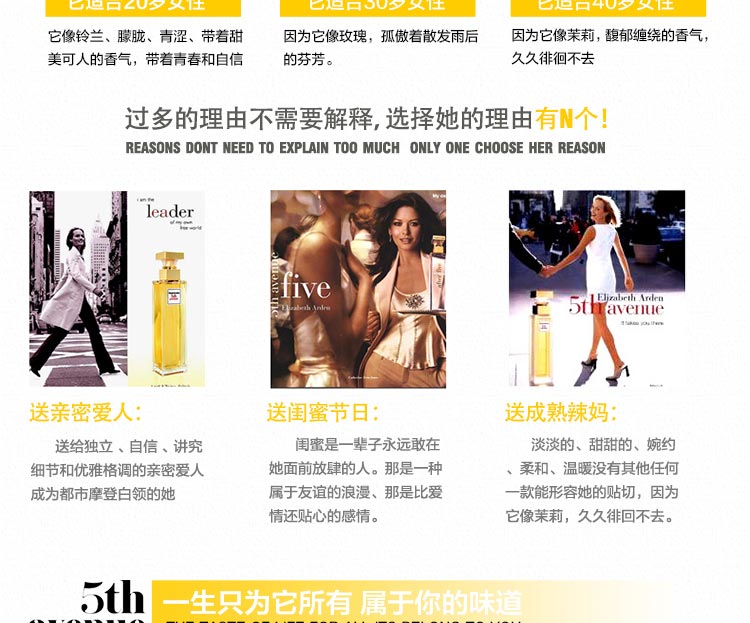 它适合20岁女性
它适合30岁女性
它适合40岁女性
它像铃兰、朦胧、青涩、带着甜
美可人的香气，带着青春和自信
因为它像玫瑰，孤傲着散发雨后
的芬芳。
因为它像茉莉，馥郁缠绕的香气，
久久徘徊不去
过多的理由不需要解释, 选择她的理由有N个!
REASONS DONT NEED TO EXPLAIN TOO MUCH ONLY ONE CHOOSE HER REASON
i am the
leader
of my own
free world
5th avenue
five
Elizabeth Arden
Elizabeth Arden
5th avenue
It takes you there
送亲密爱人：
送给独立、自信、讲究
细节和优雅格调的亲密爱人
成为都市摩登白领的她
送闺蜜节日：
闺蜜是一辈子永远敢在
她面前放肆的人。那是一种
属于友谊的浪漫、那是比爱
情还贴心的感情。
送成熟辣妈：
淡淡的、甜甜的、婉约
、柔和、温暖没有其他任何
一款能形容她的贴切，因为
它像茉莉，久久徘回不去。
5th
avenue
一生只为它所有 属于你的味道
THE TASTE OF LIFE FOR ALL ITS BELONG TO YOU